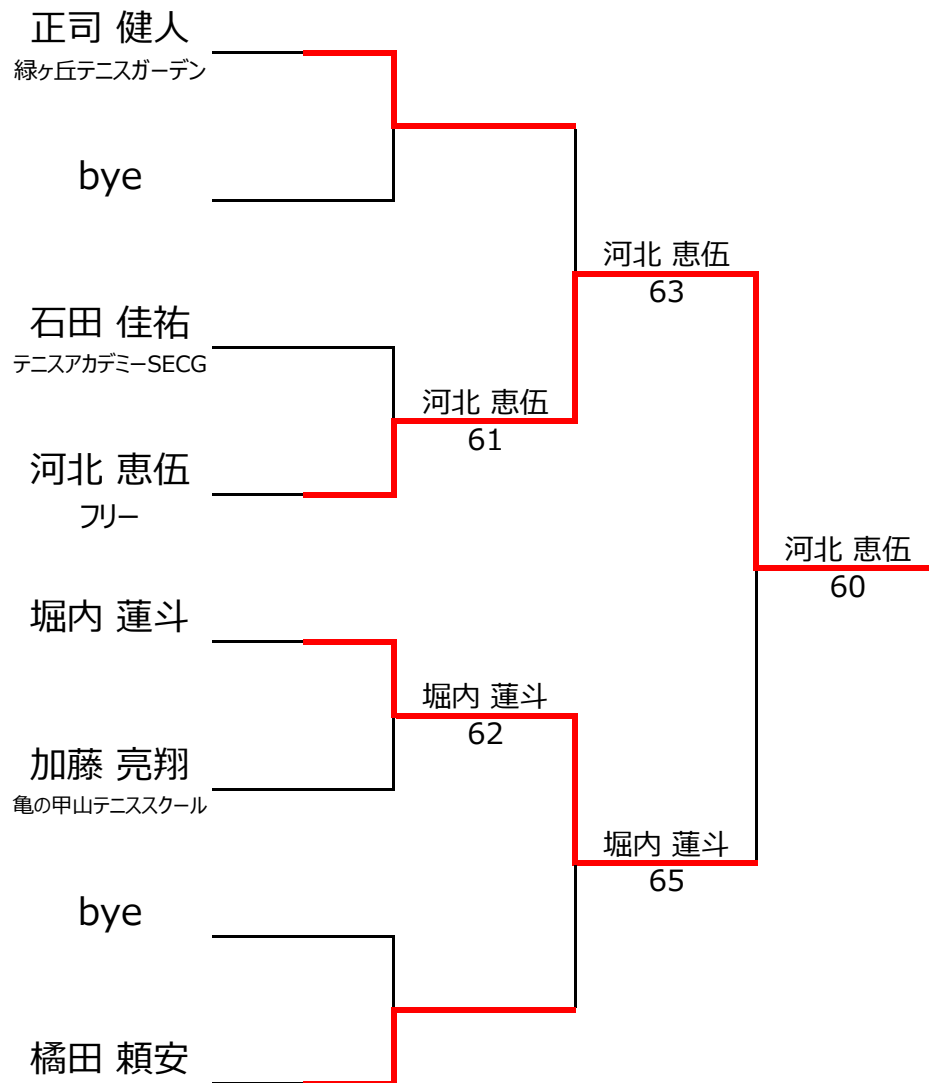 正司 健人
緑ヶ丘テニスガーデン
bye
河北 恵伍
63
石田 佳祐
テニスアカデミーSECG
河北 恵伍
61
河北 恵伍
フリー
河北 恵伍
60
堀内 蓮斗
堀内 蓮斗
62
加藤 亮翔
亀の甲山テニススクール
堀内 蓮斗
65
bye
橘田 頼安